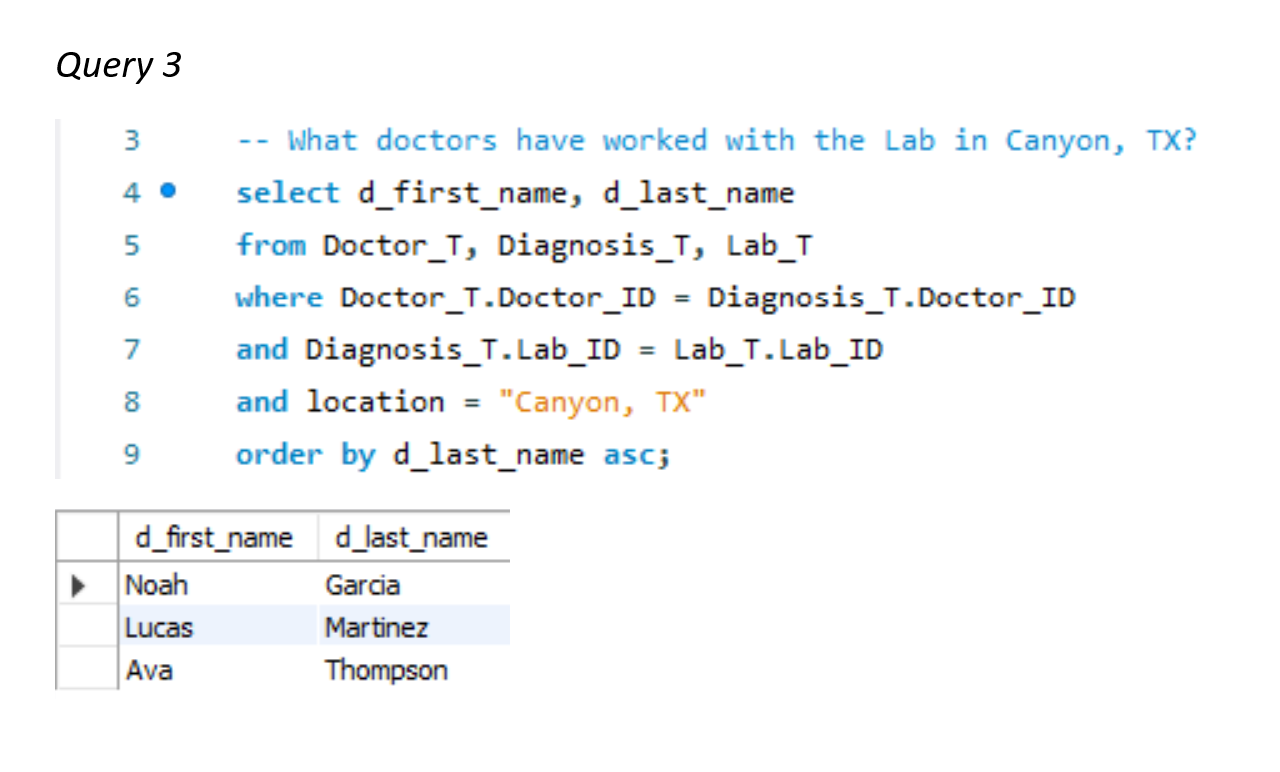 Query 3
3 -- What doctors have worked with the Lab in Canyon, TX?
4 select d_first_name, d_last_name
5 from Doctor_T, Diagnosis_T, Lab_T
6 where Doctor_T.Doctor_ID = Diagnosis_T.Doctor_ID
7 and Diagnosis_T.Lab_ID = Lab_T.Lab_ID
8 and location = "Canyon, TX"
9 order by d_last_name asc;
d_first_name d_last_name
Noah Garcia
Lucas Martinez
Ava Thompson